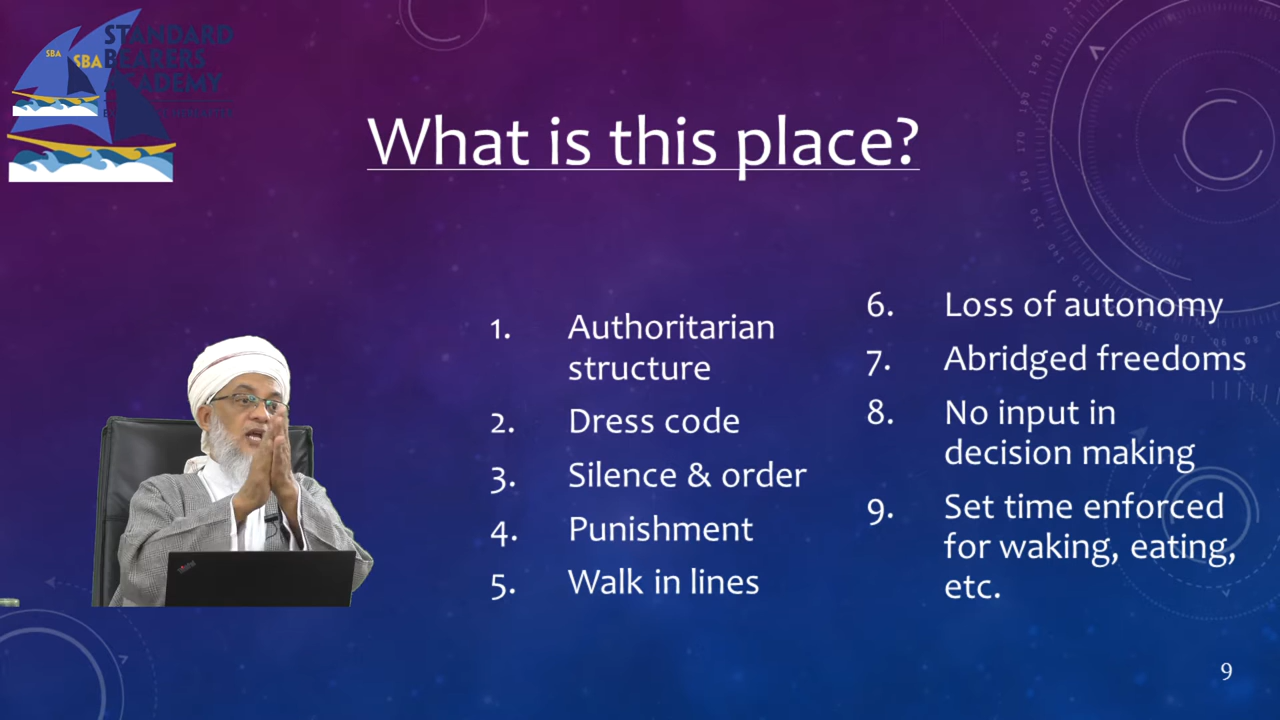 SBA
SBA
STANDARD
BEARERS
ACADEMY
What is this place?
1. Authoritarian
structure
2. Dress code
3. Silence & order
4. Punishment
5. Walk in lines
6. Loss of autonomy
7. Abridged freedoms
8. No input in
decision making
9. Set time enforced
for waking, eating,
etc.
9